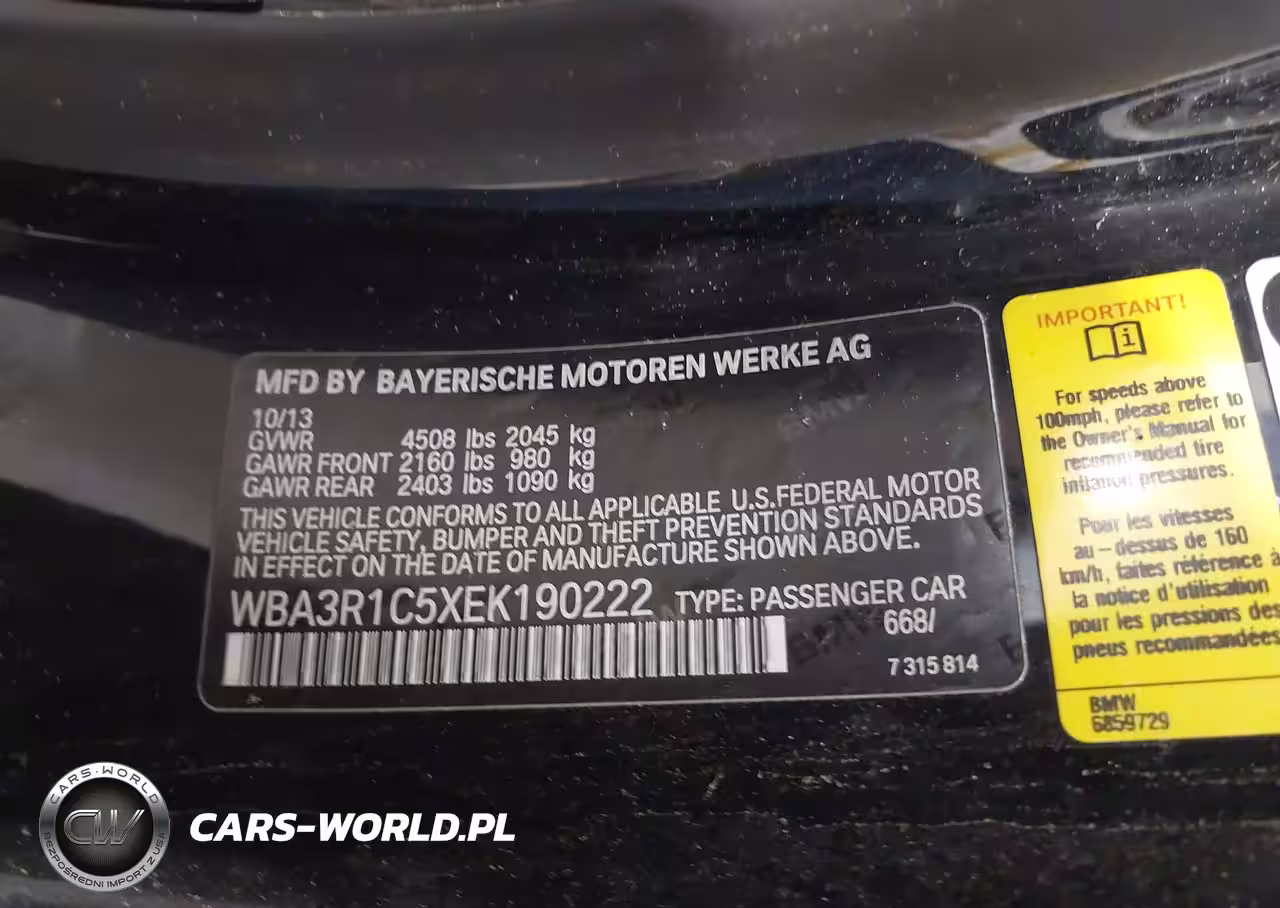 MFD BY BAYERISCHE MOTOREN WERKE AG
10/13
GVWR 4508 lbs 2045 kg
GAWR FRONT 2160 lbs 980 kg
GAWR REAR 2403 lbs 1090 kg
THIS VEHICLE CONFORMS TO ALL APPLICABLE U.S.FEDERAL MOTOR
VEHICLE SAFETY, BUMPER AND THEFT PREVENTION STANDARDS
IN EFFECT ON THE DATE OF MANUFACTURE SHOWN ABOVE.
WBA3R1C5XEK190222 TYPE: PASSENGER CAR
668/
7 315 814
IMPORTANT!
i
For speeds above
100mph, please refer to
the Owner's Manual for
recommended tire
inflation pressures.
Pour les vitesses
au-dessus de 160
km/h, faites référence à
la notice d'utilisation
pour les pressions des
pneus recommandées
BMW
6859729
CARS-WORLD
CW
BEZPOŚREDNI IMPORT Z USA
CARS-WORLD.PL